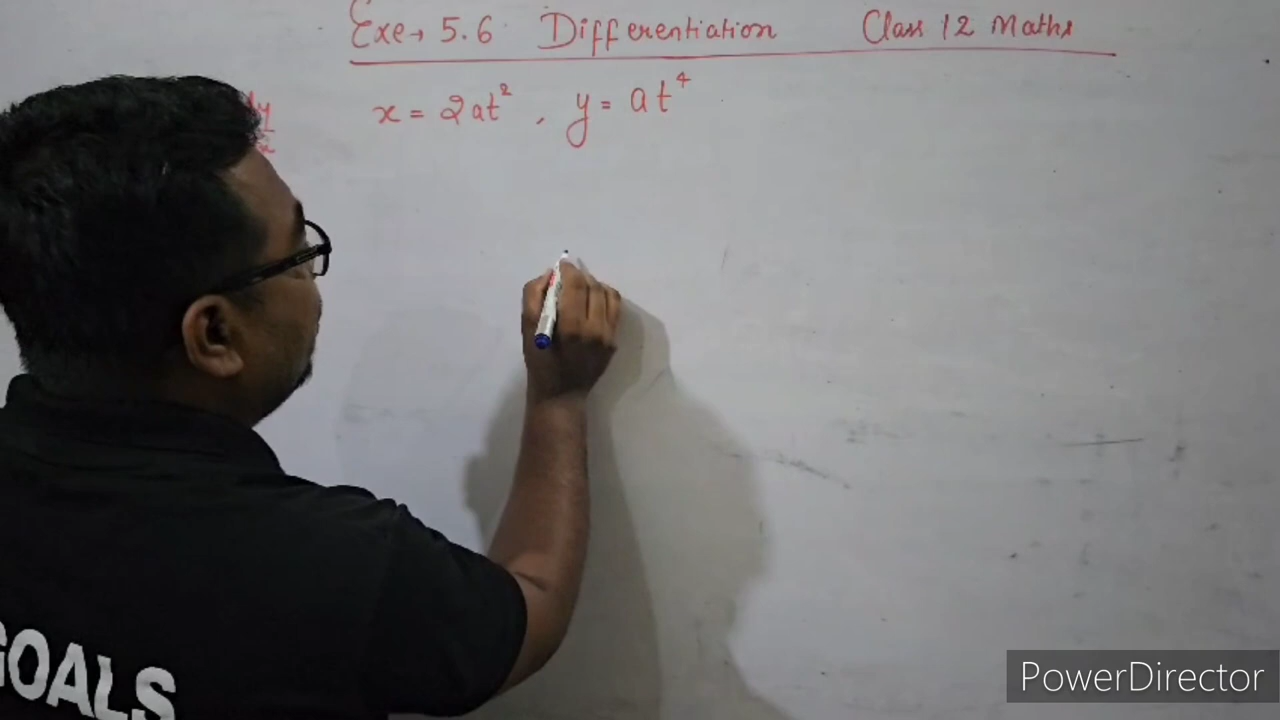 Exe→ 5.6 Differentiation Class 12 Maths
x = 2at², y = at⁴
GOALS
PowerDirector